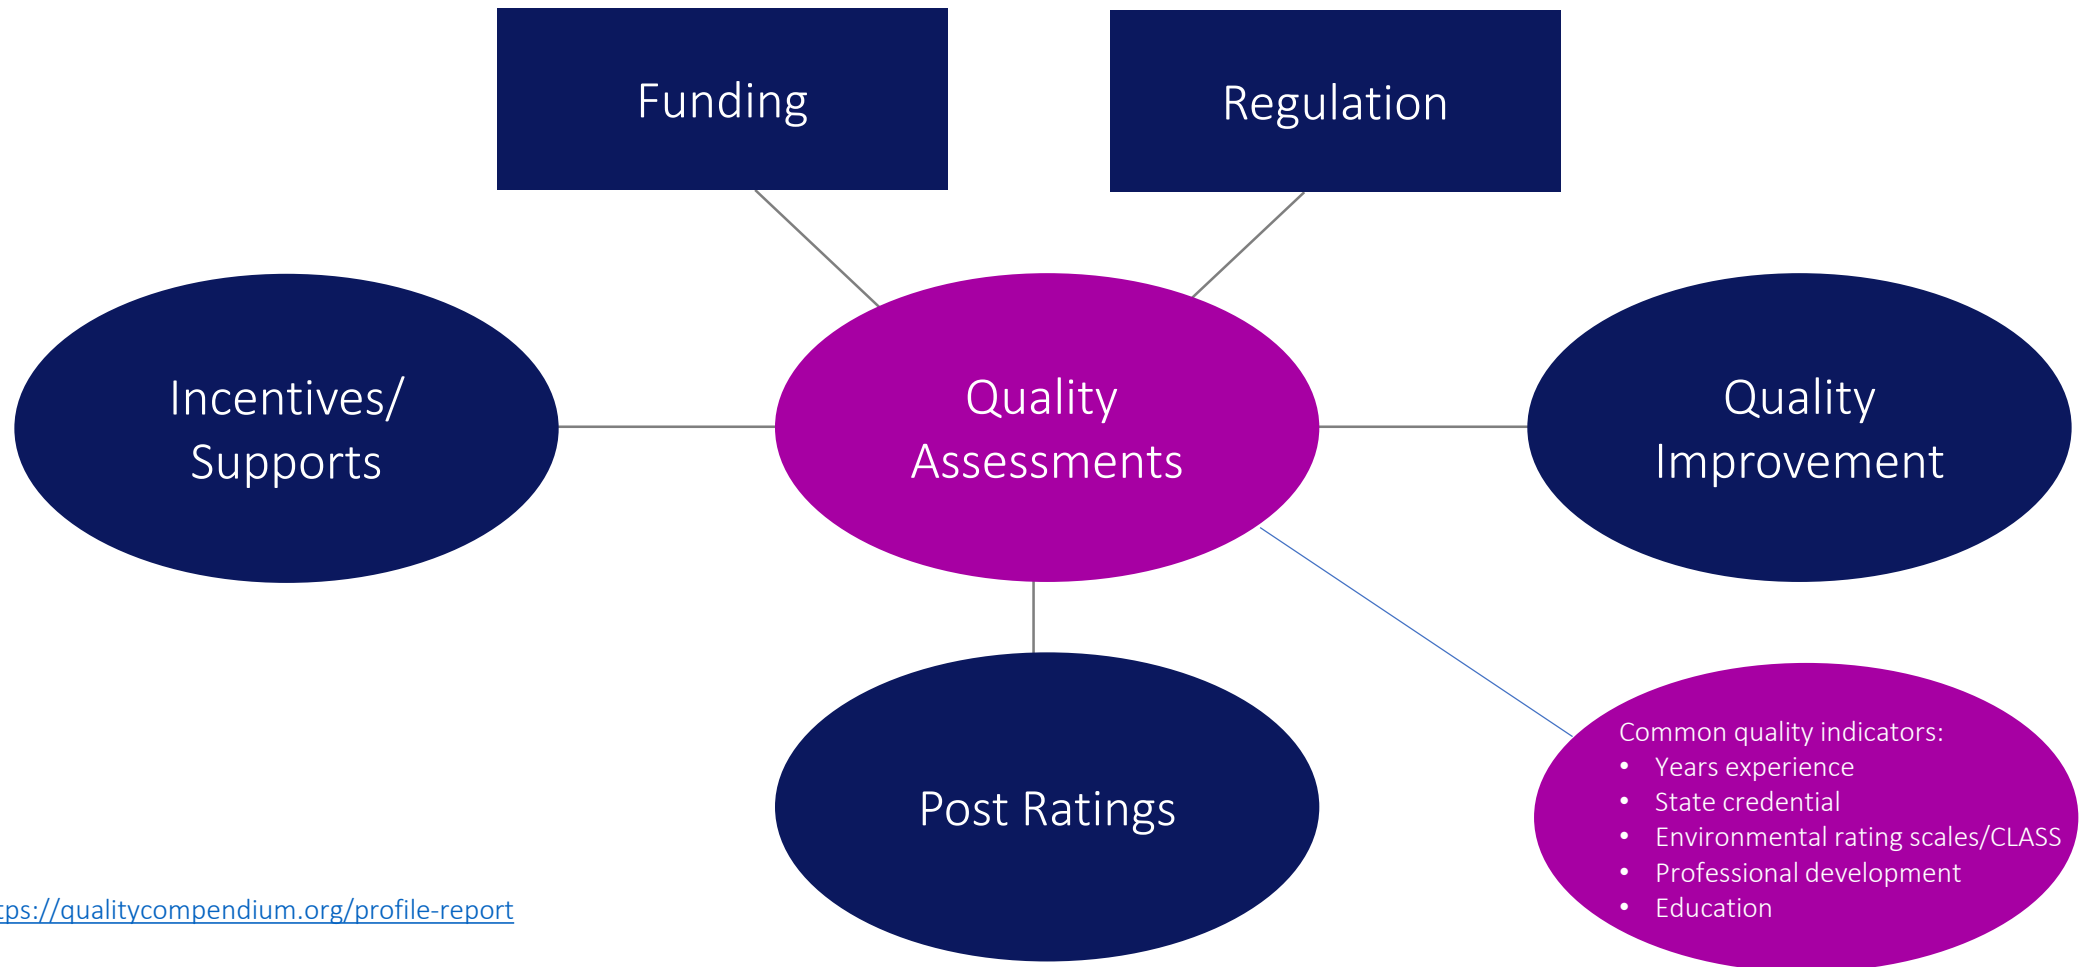 Funding
Regulation
Incentives/
Supports
Quality
Assessments
Quality
Improvement
Post Ratings
Common quality indicators:
• Years experience
• State credential
• Environmental rating scales/CLASS
• Professional development
• Education
tps://qualitycompendium.org/profile-report